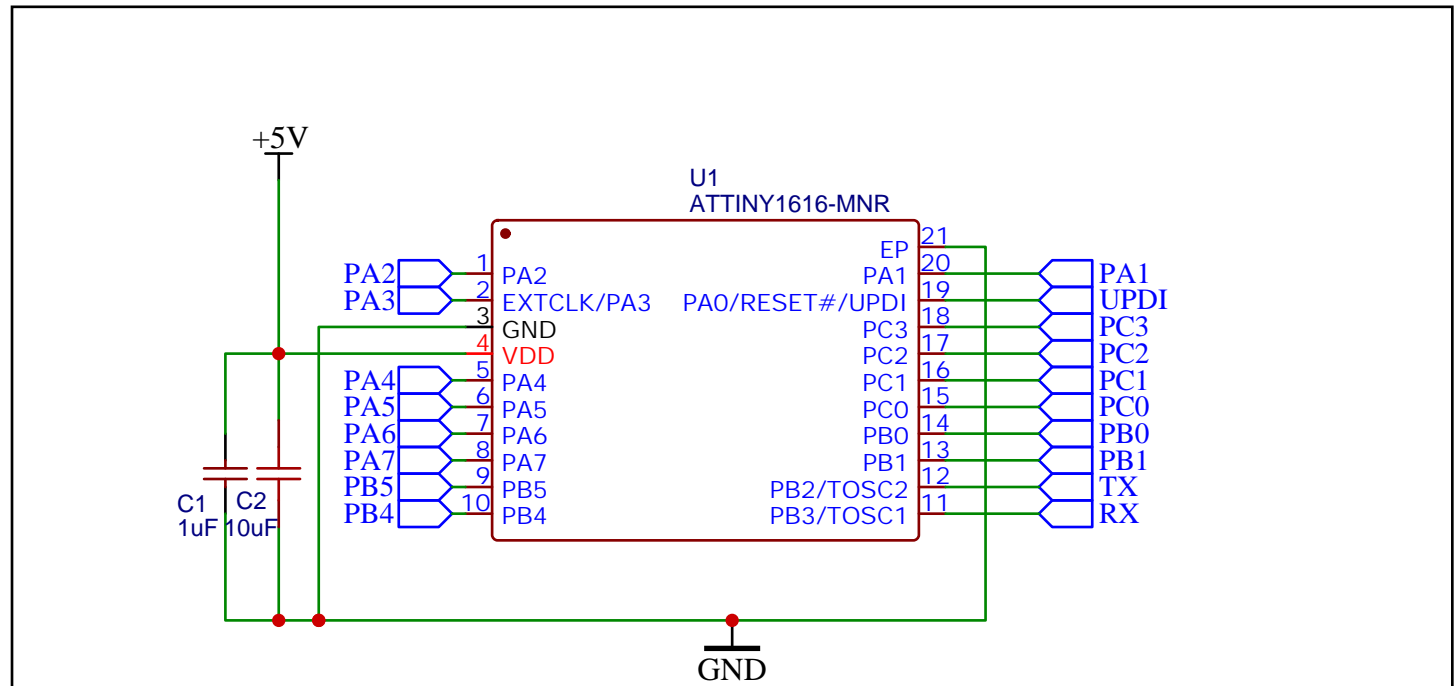 +5V
U1
ATTINY1616-MNR
PA2 1 PA2
PA3 2 EXTCLK/PA3
3 GND
4 VDD
PA4 5 PA4
PA5 6 PA5
PA6 7 PA6
PA7 8 PA7
PB5 9 PB5
PB4 10 PB4
EP 21
PA1 20 PA1
PA0/RESET#/UPDI 19 UPDI
PC3 18 PC3
PC2 17 PC2
PC1 16 PC1
PC0 15 PC0
PB0 14 PB0
PB1 13 PB1
PB2/TOSC2 12 TX
PB3/TOSC1 11 RX
C1
1uF
C2
10uF
GND